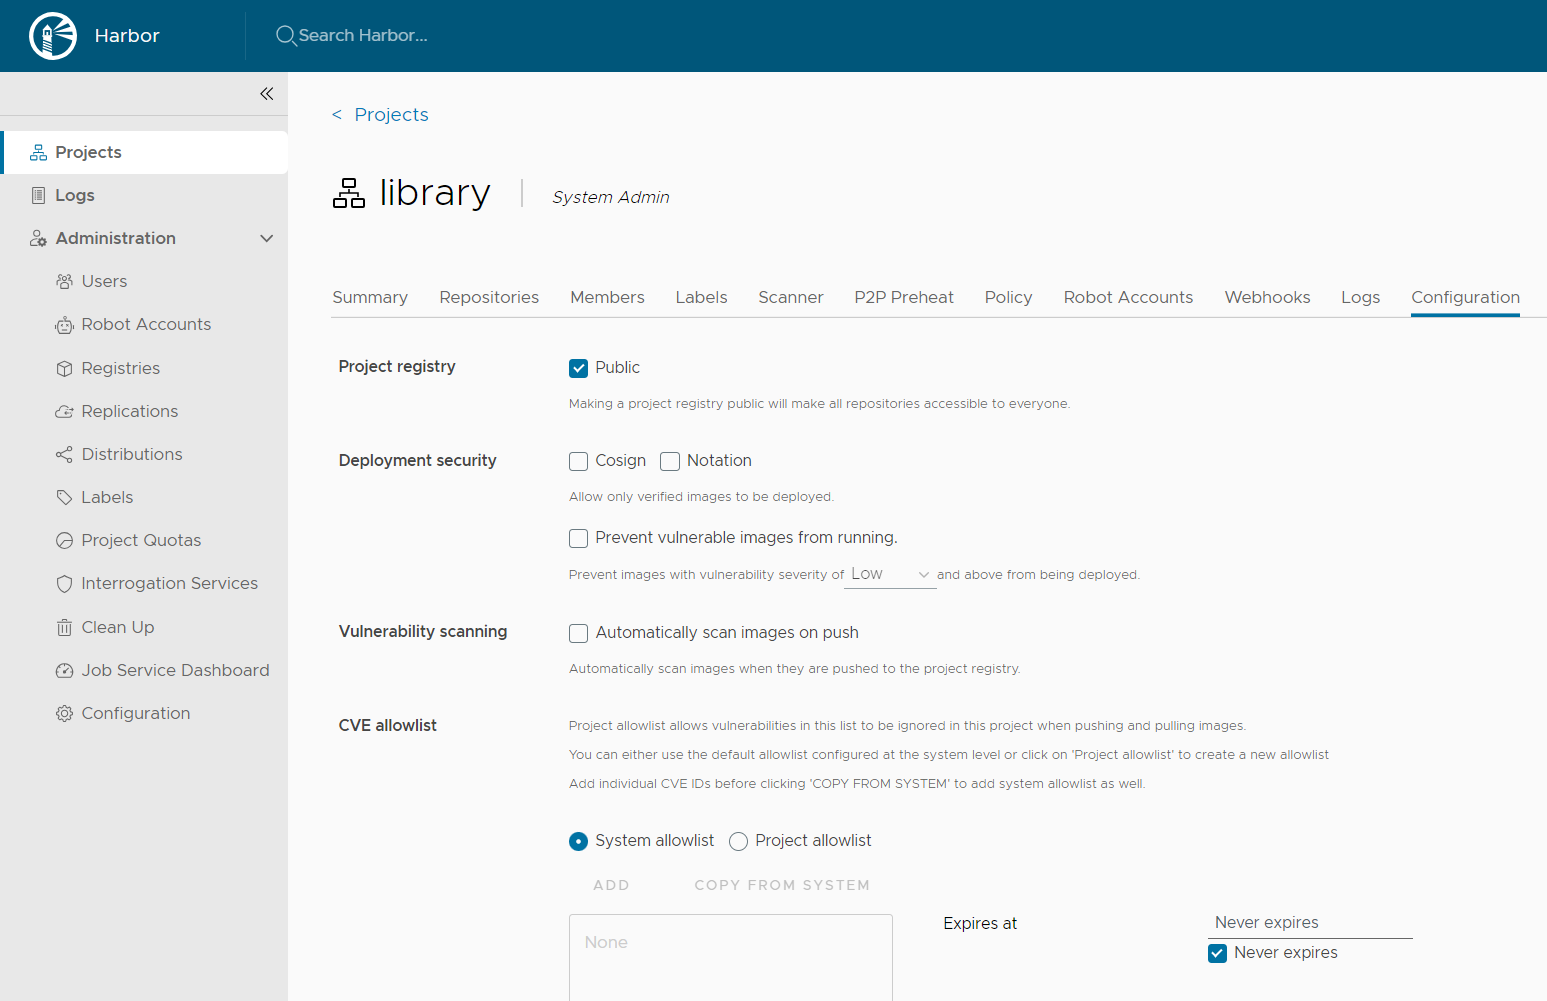 Harbor
Search Harbor...
Projects
Logs
Administration
Users
Robot Accounts
Registries
Replications
Distributions
Labels
Project Quotas
Interrogation Services
Clean Up
Job Service Dashboard
Configuration
< Projects
library
System Admin
Summary Repositories Members Labels Scanner P2P Preheat Policy Robot Accounts Webhooks Logs Configuration
Project registry
Public
Making a project registry public will make all repositories accessible to everyone.
Deployment security
Cosign Notation
Allow only verified images to be deployed.
Prevent vulnerable images from running.
Prevent images with vulnerability severity of Low and above from being deployed.
Vulnerability scanning
Automatically scan images on push
Automatically scan images when they are pushed to the project registry.
CVE allowlist
Project allowlist allows vulnerabilities in this list to be ignored in this project when pushing and pulling images.
You can either use the default allowlist configured at the system level or click on 'Project allowlist' to create a new allowlist
Add individual CVE IDs before clicking 'COPY FROM SYSTEM' to add system allowlist as well.
System allowlist Project allowlist
ADD COPY FROM SYSTEM
None
Expires at
Never expires
Never expires